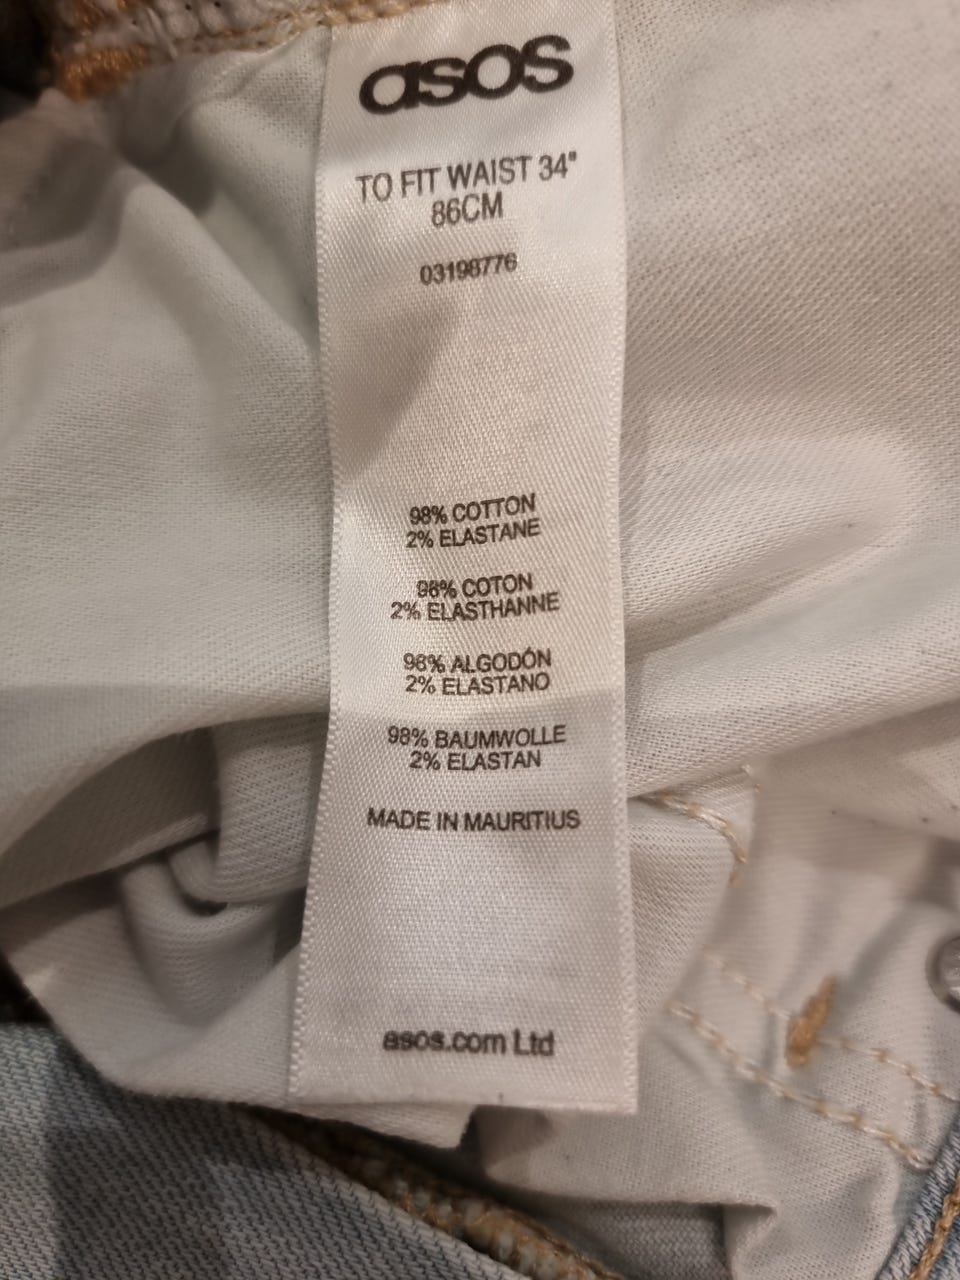 asos
TO FIT WAIST 34"
86CM
03198776
98% COTTON
2% ELASTANE
98% COTON
2% ELASTHANNE
98% ALGODÓN
2% ELASTANO
98% BAUMWOLLE
2% ELASTAN
MADE IN MAURITIUS
asos.com Ltd